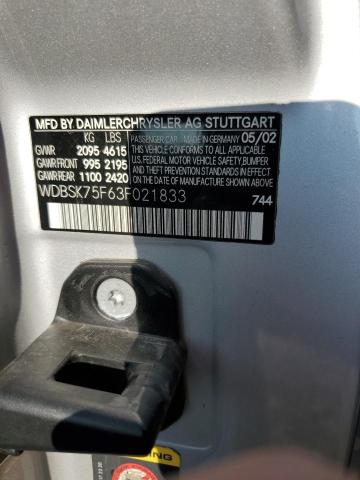 MFD BY DAIMLERCHRYSLER AG STUTTGART
KG LBS PASSENGER CAR MADE IN GERMANY 05/02
GVWR 2095 4615 THIS VEHICLE CONFORMS TO ALL APPLICABLE
GAWR FRONT 995 2195 U.S. FEDERAL MOTOR VEHICLE SAFETY, BUMPER
GAWR REAR 1100 2420 AND THEFT PREVENTION STANDARDS IN EFFECT
ON THE DATE OF MANUFACTURE SHOWN ABOVE.
WDBSK75F63F021833
744